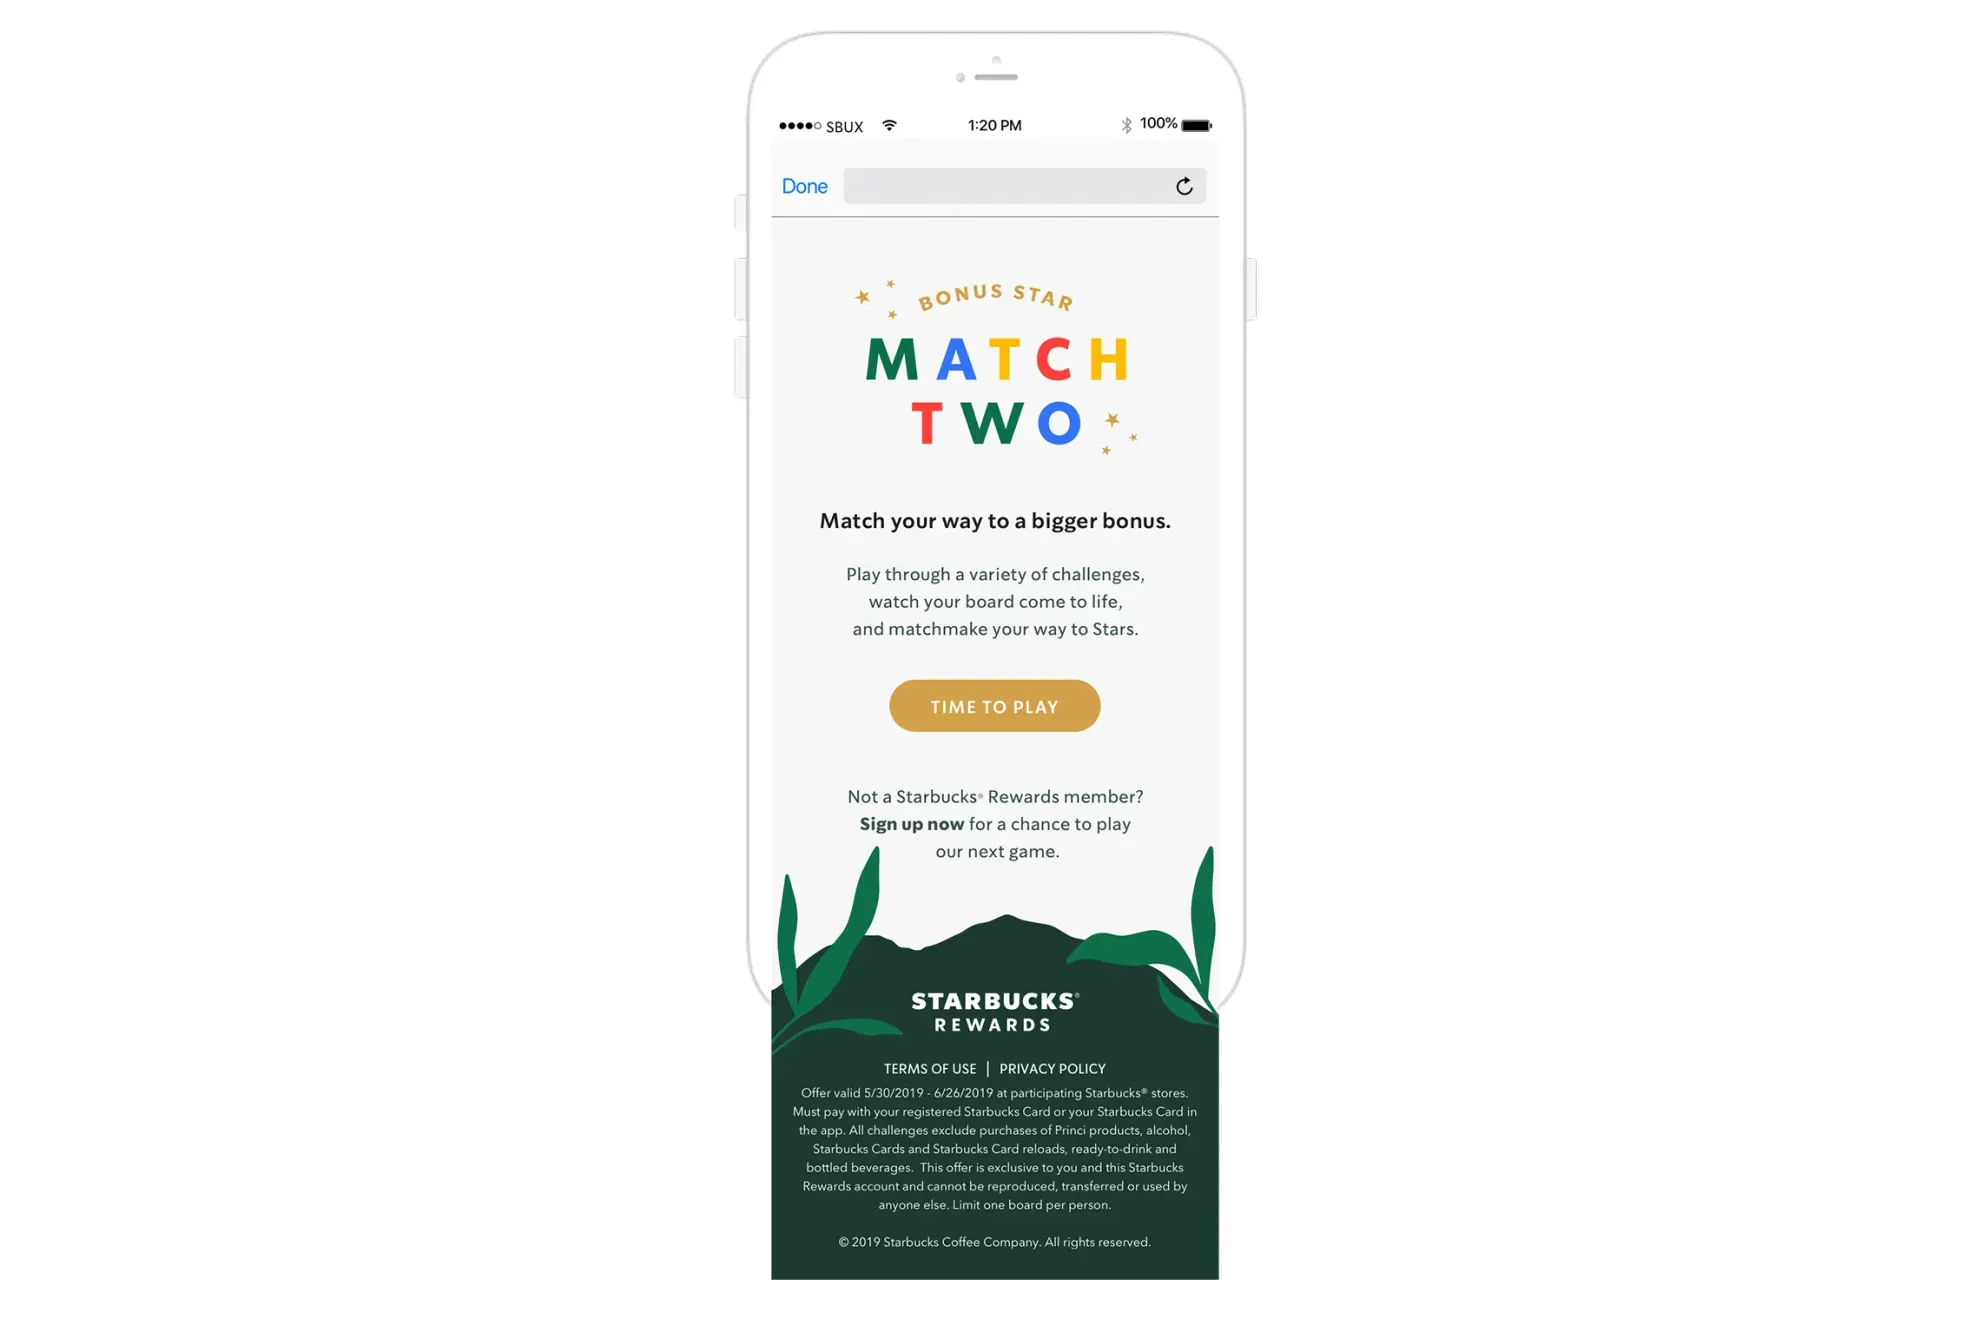 SBUX 1:20 PM 100%
Done
BONUS STAR
MATCH
TWO
Match your way to a bigger bonus.
Play through a variety of challenges,
watch your board come to life,
and matchmake your way to Stars.
TIME TO PLAY
Not a Starbucks® Rewards member?
Sign up now for a chance to play
our next game.
STARBUCKS®
REWARDS
TERMS OF USE | PRIVACY POLICY
Offer valid 5/30/2019 - 6/26/2019 at participating Starbucks® stores.
Must pay with your registered Starbucks Card or your Starbucks Card in
the app. All challenges exclude purchases of Princi products, alcohol,
Starbucks Cards and Starbucks Card reloads, ready-to-drink and
bottled beverages. This offer is exclusive to you and this Starbucks
Rewards account and cannot be reproduced, transferred or used by
anyone else. Limit one board per person.
© 2019 Starbucks Coffee Company. All rights reserved.